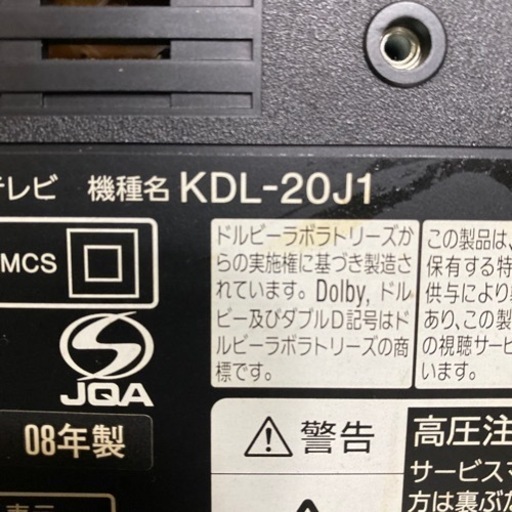 テレビ 機種名 KDL-20J1
MCS
ドルビーラボラトリーズか
らの実施権に基づき製造さ
れています。Dolby, ドル
ビー及びダブルD記号はド
ルビーラボラトリーズの商
標です。
この製品は、
保有する特
供与により
あり、この製
の視聴サー
います。
JQA
08年製
警告
高圧注
サービスマ
方は裏ぶた
表示